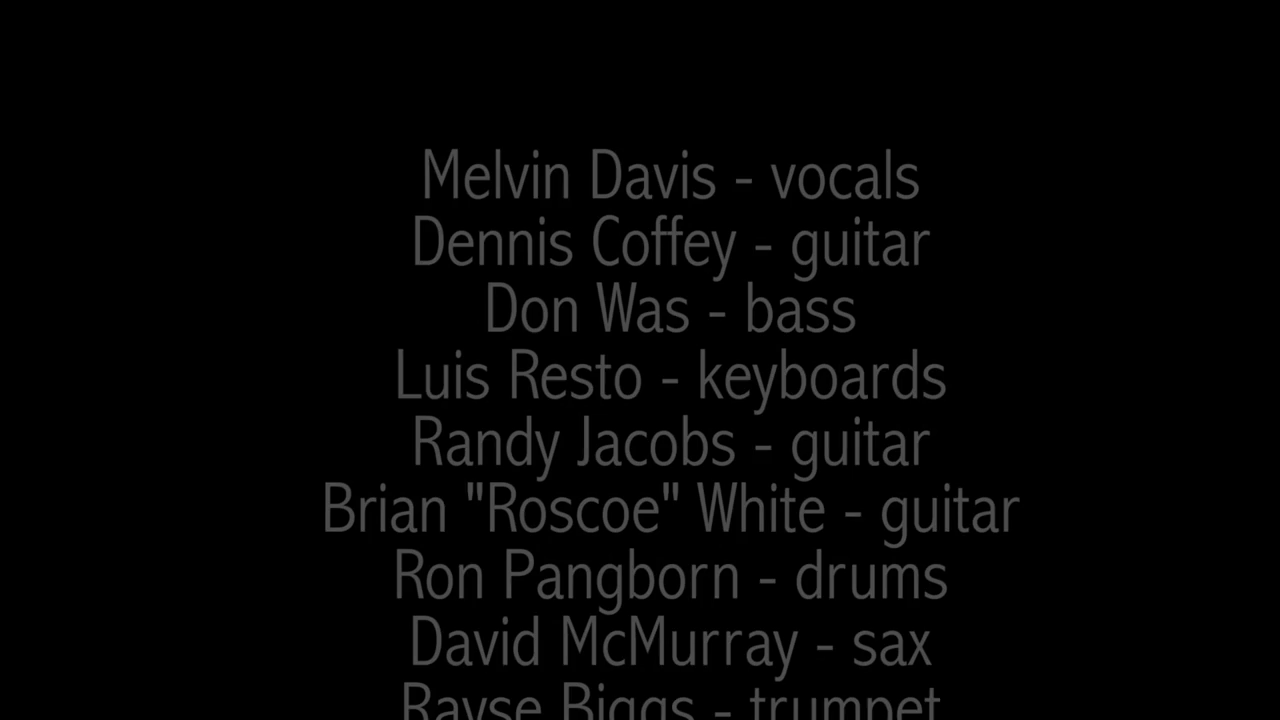 Melvin Davis - vocals
Dennis Coffey - guitar
Don Was - bass
Luis Resto - keyboards
Randy Jacobs - guitar
Brian "Roscoe" White - guitar
Ron Pangborn - drums
David McMurray - sax
Rayse Biggs - trumpet